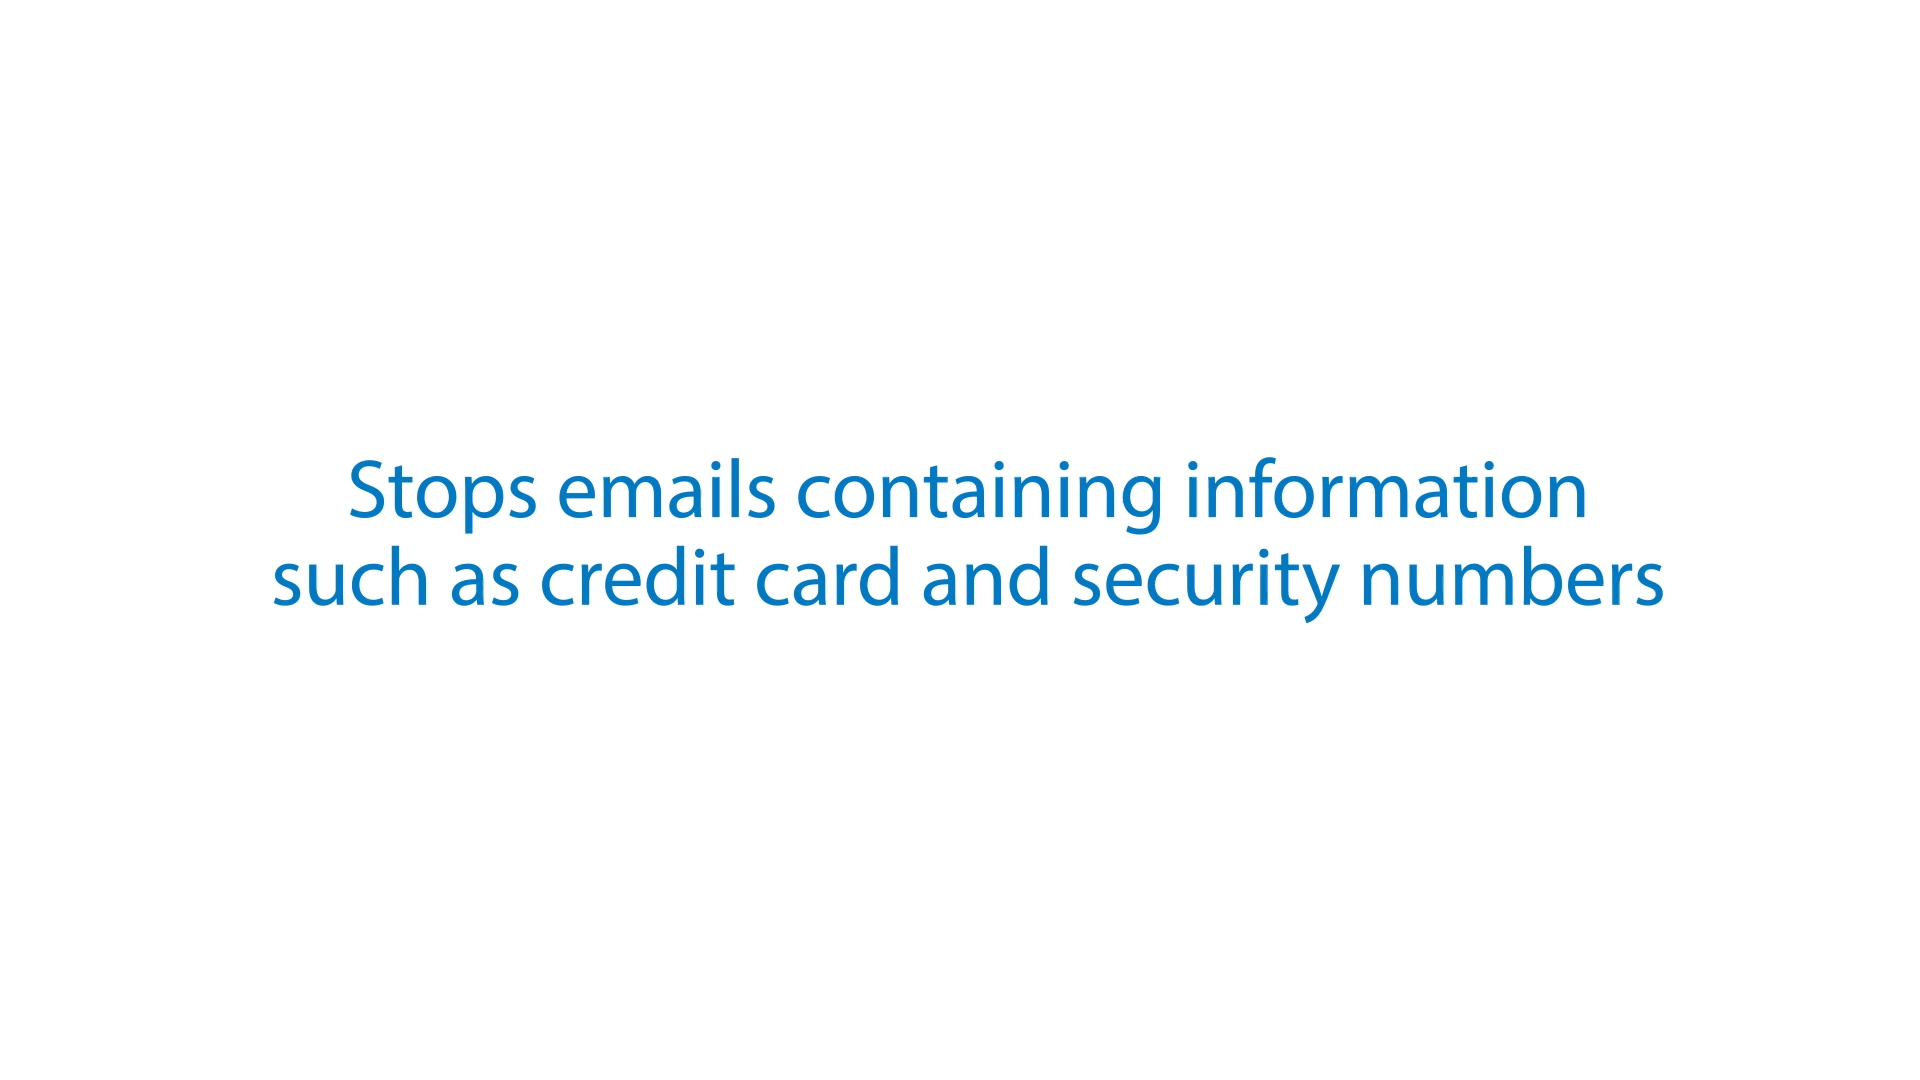 Stops emails containing information
such as credit card and security numbers